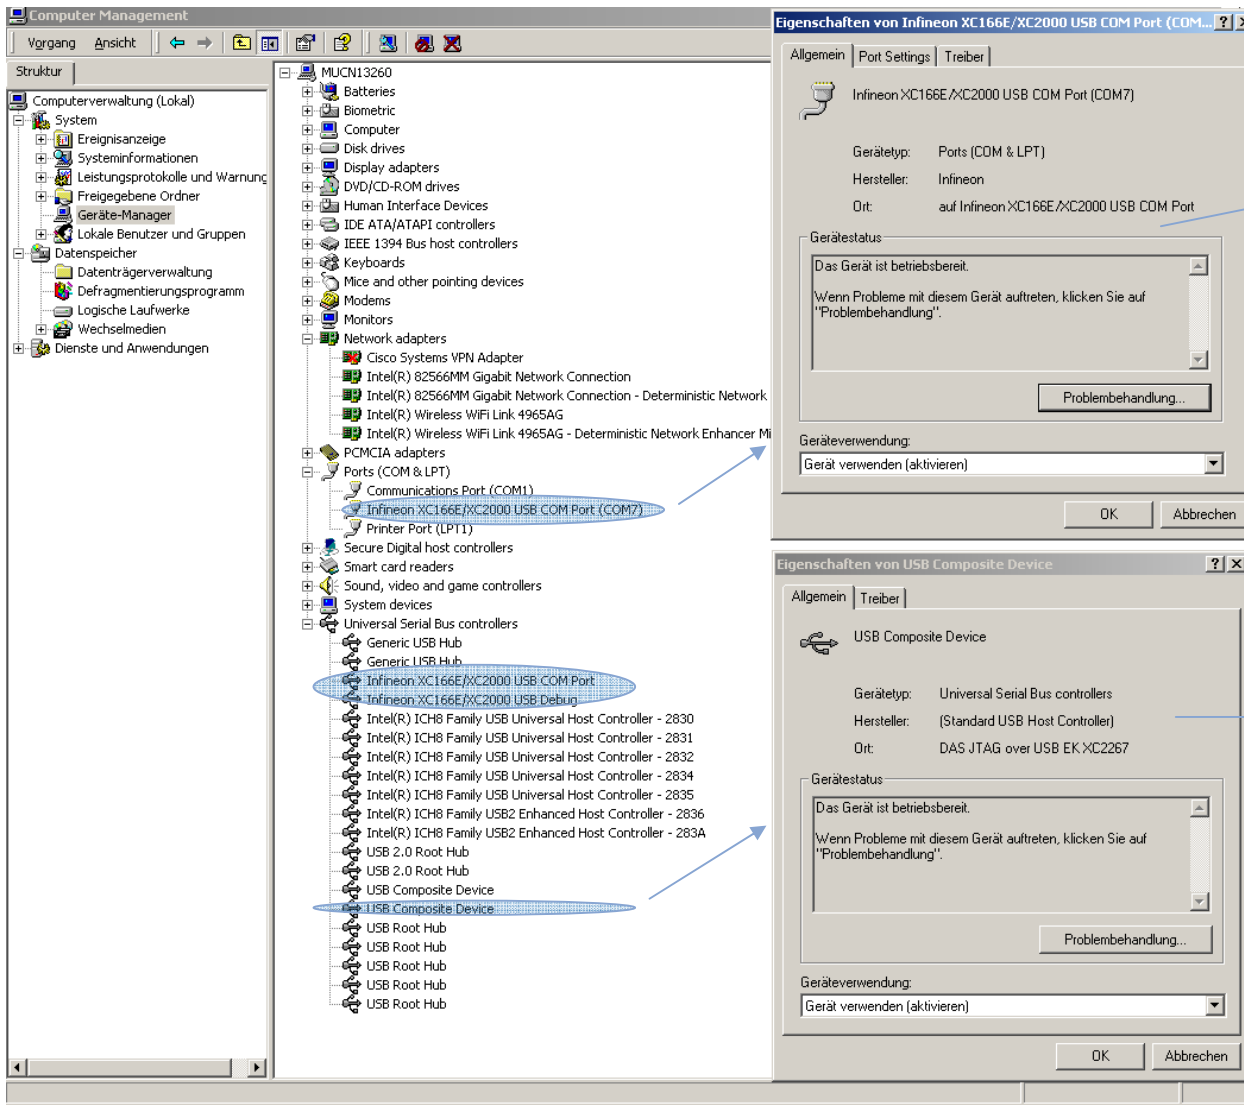 Computer Management
Vorgang Ansicht
Struktur
Computerverwaltung (Lokal)
System
Ereignisanzeige
Systeminformationen
Leistungsprotokolle und Warnung
Freigegebene Ordner
Geräte-Manager
Lokale Benutzer und Gruppen
Datenspeicher
Datenträgerverwaltung
Defragmentierungsprogramm
Logische Laufwerke
Wechselmedien
Dienste und Anwendungen
MUCN13260
Batteries
Biometric
Computer
Disk drives
Display adapters
DVD/CD-ROM drives
Human Interface Devices
IDE ATA/ATAPI controllers
IEEE 1394 Bus host controllers
Keyboards
Mice and other pointing devices
Modems
Monitors
Network adapters
Cisco Systems VPN Adapter
Intel(R) 82566MM Gigabit Network Connection
Intel(R) 82566MM Gigabit Network Connection - Deterministic Network
Intel(R) Wireless WiFi Link 4965AG
Intel(R) Wireless WiFi Link 4965AG - Deterministic Network Enhancer Mi
PCMCIA adapters
Ports (COM & LPT)
Communications Port (COM1)
Infineon XC166E/XC2000 USB COM Port (COM7)
Printer Port (LPT1)
Secure Digital host controllers
Smart card readers
Sound, video and game controllers
System devices
Universal Serial Bus controllers
Generic USB Hub
Generic USB Hub
Infineon XC166E/XC2000 USB COM Port
Infineon XC166E/XC2000 USB Debug
Intel(R) ICH8 Family USB Universal Host Controller - 2830
Intel(R) ICH8 Family USB Universal Host Controller - 2831
Intel(R) ICH8 Family USB Universal Host Controller - 2832
Intel(R) ICH8 Family USB Universal Host Controller - 2834
Intel(R) ICH8 Family USB Universal Host Controller - 2835
Intel(R) ICH8 Family USB2 Enhanced Host Controller - 2836
Intel(R) ICH8 Family USB2 Enhanced Host Controller - 283A
USB 2.0 Root Hub
USB 2.0 Root Hub
USB Composite Device
USB Composite Device
USB Root Hub
USB Root Hub
USB Root Hub
USB Root Hub
USB Root Hub
Eigenschaften von Infineon XC166E/XC2000 USB COM Port (COM...
Allgemein Port Settings Treiber
Infineon XC166E/XC2000 USB COM Port (COM7)
Gerätetyp: Ports (COM & LPT)
Hersteller: Infineon
Ort: auf Infineon XC166E/XC2000 USB COM Port
Gerätestatus
Das Gerät ist betriebsbereit.
Wenn Probleme mit diesem Gerät auftreten, klicken Sie auf
"Problembehandlung".
Problembehandlung...
Geräteverwendung:
Gerät verwenden (aktivieren)
OK Abbrechen
Eigenschaften von USB Composite Device
Allgemein Treiber
USB Composite Device
Gerätetyp: Universal Serial Bus controllers
Hersteller: (Standard USB Host Controller)
Ort: DAS JTAG over USB EK XC2267
Gerätestatus
Das Gerät ist betriebsbereit.
Wenn Probleme mit diesem Gerät auftreten, klicken Sie auf
"Problembehandlung".
Problembehandlung...
Geräteverwendung:
Gerät verwenden (aktivieren)
OK Abbrechen